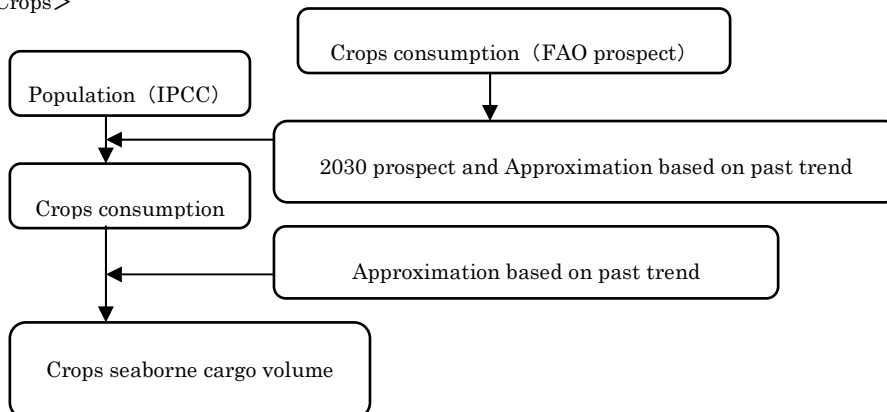 Crops＞
Crops consumption（FAO prospect）
Population（IPCC）
2030 prospect and Approximation based on past trend
Crops consumption
Approximation based on past trend
Crops seaborne cargo volume